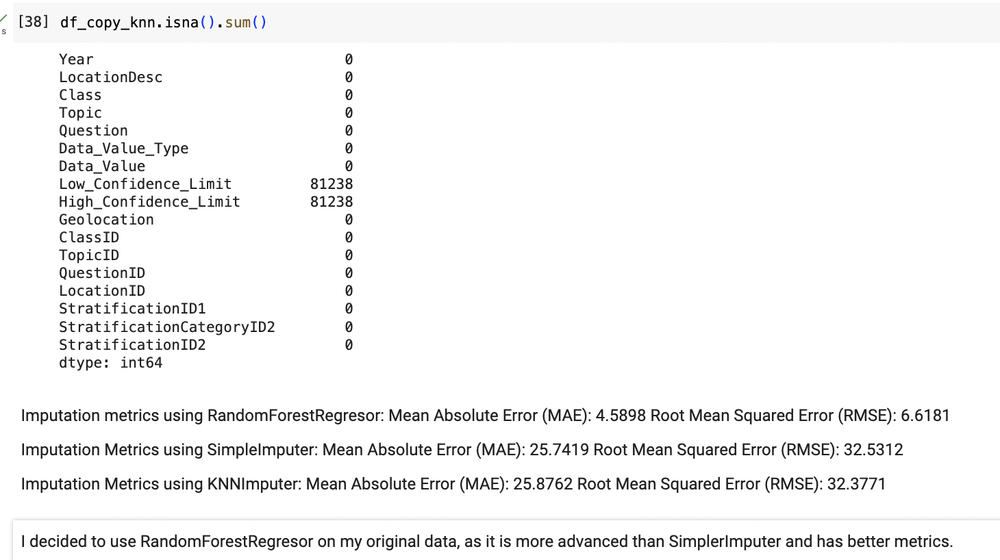 [38] df_copy_knn.isna().sum()
s
Year 0
LocationDesc 0
Class 0
Topic 0
Question 0
Data_Value_Type 0
Data_Value 0
Low_Confidence_Limit 81238
High_Confidence_Limit 81238
Geolocation 0
ClassID 0
TopicID 0
QuestionID 0
LocationID 0
StratificationID1 0
StratificationCategoryID2 0
StratificationID2 0
dtype: int64
Imputation metrics using RandomForestRegresor: Mean Absolute Error (MAE): 4.5898 Root Mean Squared Error (RMSE): 6.6181
Imputation Metrics using SimpleImputer: Mean Absolute Error (MAE): 25.7419 Root Mean Squared Error (RMSE): 32.5312
Imputation Metrics using KNNImputer: Mean Absolute Error (MAE): 25.8762 Root Mean Squared Error (RMSE): 32.3771
I decided to use RandomForestRegresor on my original data, as it is more advanced than SimplerImputer and has better metrics.